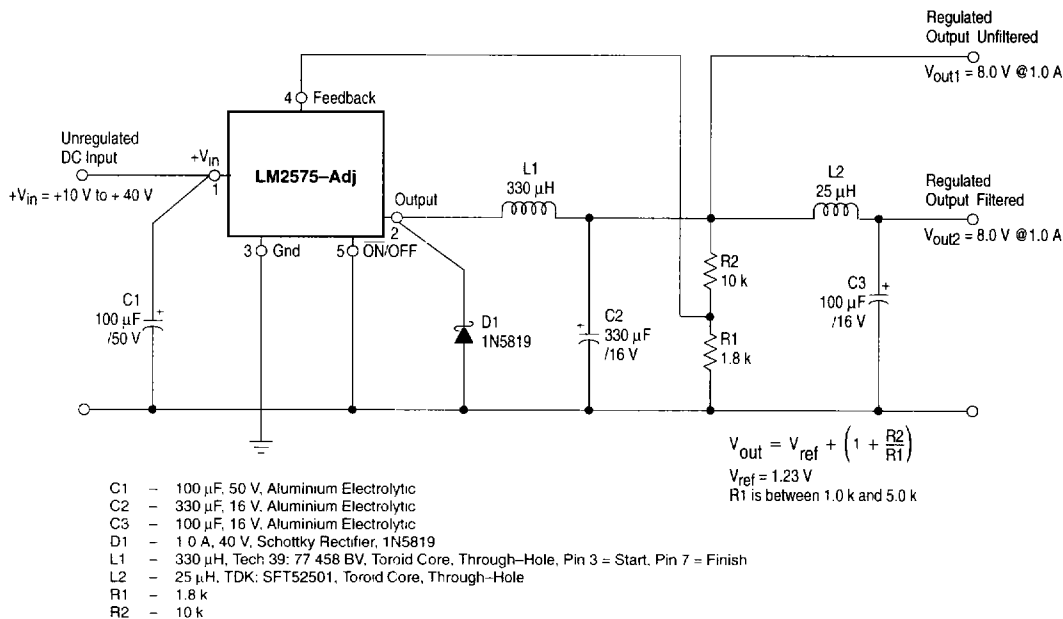 Regulated
Output Unfiltered
Vout1 = 8.0 V @1.0 A
4
Feedback
Unregulated
DC Input
+Vin
1
LM2575–Adj
+Vin = +10 V to + 40 V
Output
2
L1
330 µH
L2
25 µH
Regulated
Output Filtered
Vout2 = 8.0 V @1.0 A
3
Gnd
5
ON/OFF
C1
100 µF
/50 V
+
D1
1N5819
+
C2
330 µF
/16 V
R2
10 k
R1
1.8 k
C3
100 µF
/16 V
+
Vout = Vref + (1 + R2/R1)
Vref = 1.23 V
R1 is between 1.0 k and 5.0 k
C1 – 100 µF, 50 V, Aluminium Electrolytic
C2 – 330 µF, 16 V, Aluminium Electrolytic
C3 – 100 µF, 16 V, Aluminium Electrolytic
D1 – 1 0 A, 40 V, Schottky Rectifier, 1N5819
L1 – 330 µH, Tech 39: 77 458 BV, Toroid Core, Through–Hole, Pin 3 = Start, Pin 7 = Finish
L2 – 25 µH, TDK: SFT52501, Toroid Core, Through–Hole
R1 – 1.8 k
R2 – 10 k